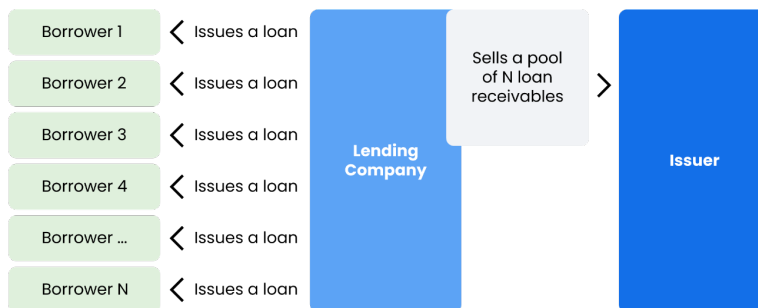 Borrower 1
Issues a loan
Borrower 2
Issues a loan
Borrower 3
Issues a loan
Borrower 4
Issues a loan
Borrower ...
Issues a loan
Borrower N
Issues a loan
Lending
Company
Sells a pool
of N loan
receivables
Issuer